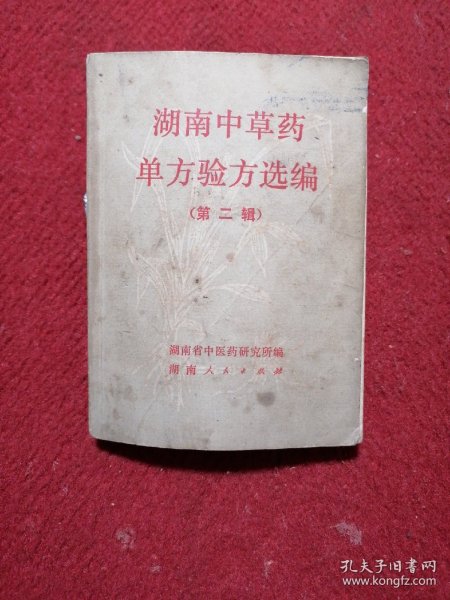 湖南中草药
单方验方选编
（第二辑）
湖南省中医药研究所编
湖南人民出版社
孔夫子旧书网
www.kongfz.com